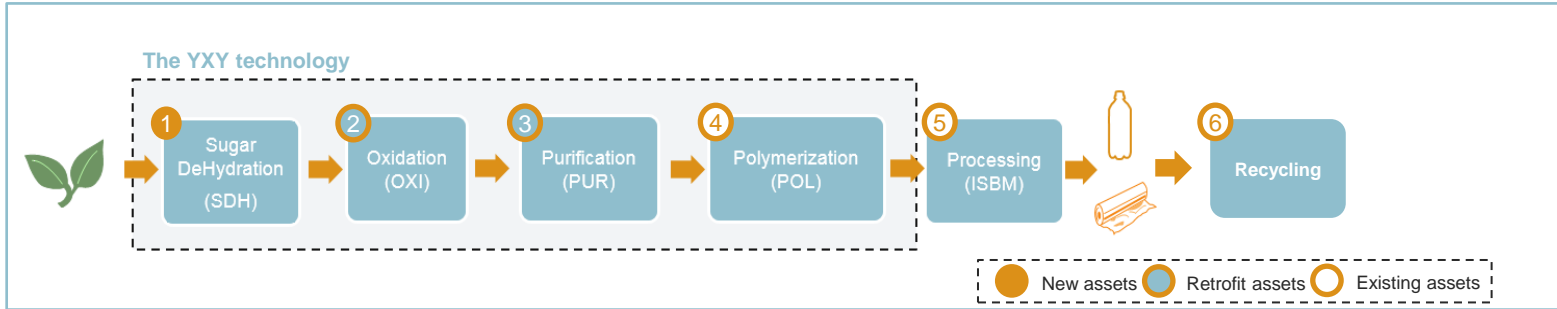 The YXY technology
1
Sugar
DeHydration
(SDH)
2
Oxidation
(OXI)
3
Purification
(PUR)
4
Polymerization
(POL)
5
Processing
(ISBM)
6
Recycling
New assets
Retrofit assets
Existing assets